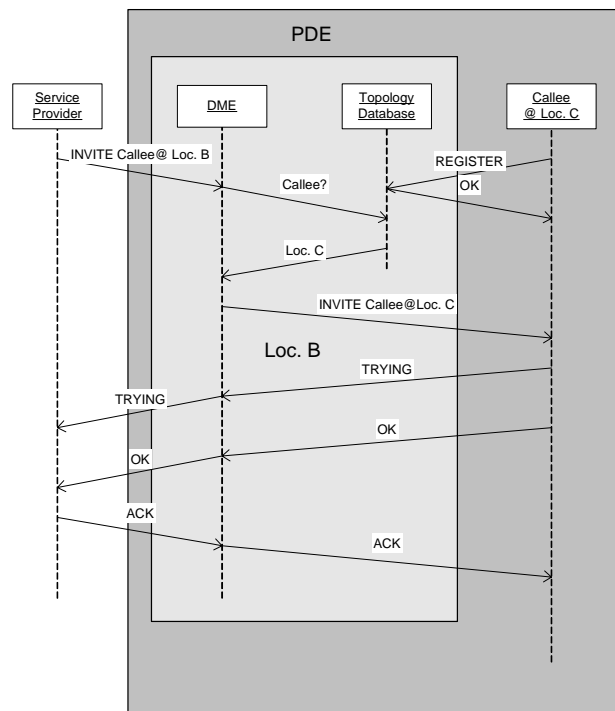 PDE
Service
Provider
DME
Topology
Database
Callee
@ Loc. C
INVITE Callee@ Loc. B
REGISTER
Callee?
OK
Loc. C
INVITE Callee@Loc. C
Loc. B
TRYING
TRYING
OK
OK
ACK
ACK